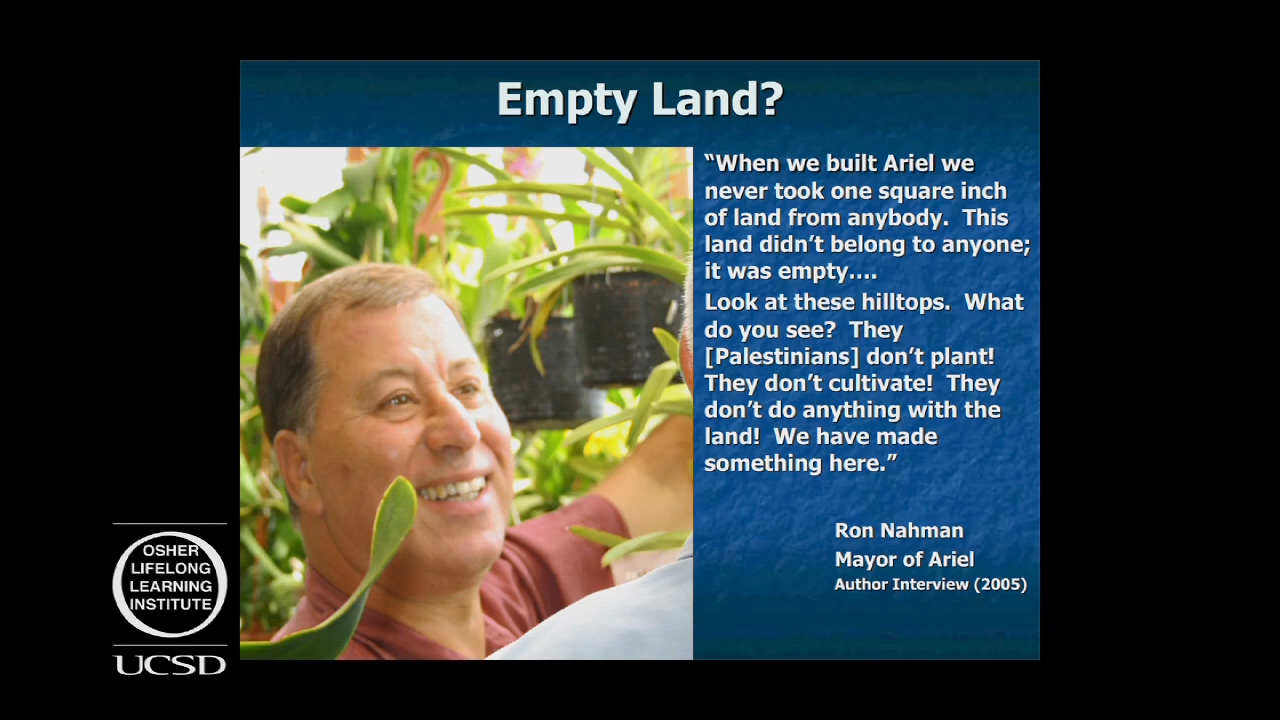 Empty Land?
“When we built Ariel we
never took one square inch
of land from anybody.  This
land didn’t belong to anyone;
it was empty….
Look at these hilltops.  What
do you see?  They
[Palestinians] don’t plant!
They don’t cultivate!  They
don’t do anything with the
land!  We have made
something here.”
Ron Nahman
Mayor of Ariel
Author Interview (2005)
OSHER
LIFELONG
LEARNING
INSTITUTE
UCSD